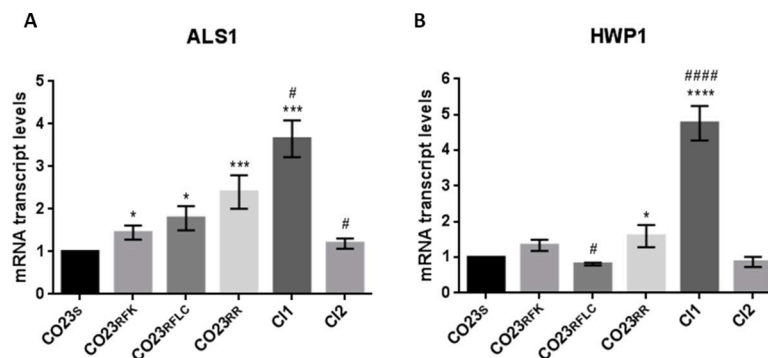 A
ALS1
mRNA transcript levels
5
4
3
2
1
0
*
*
***
#
***
#
CO23S
CO23RFK
CO23RFLC
CO23RR
CI1
CI2
B
HWP1
mRNA transcript levels
6
5
4
3
2
1
0
#
*
####
****
CO23S
CO23RFK
CO23RFLC
CO23RR
CI1
CI2